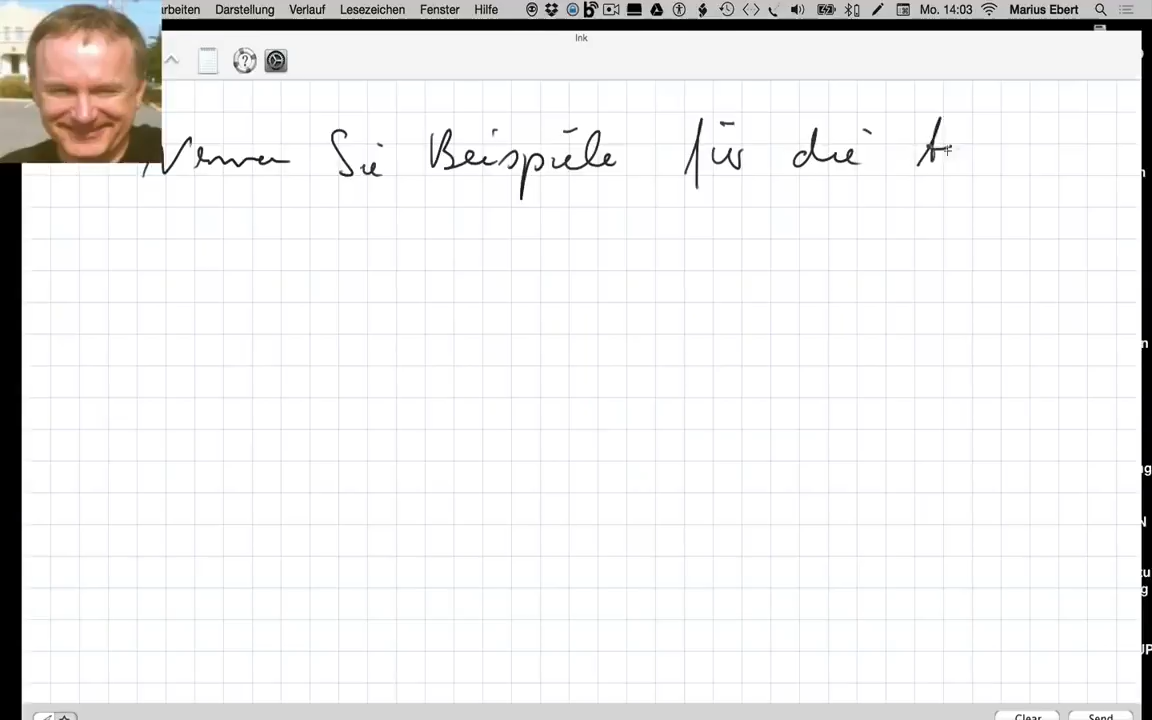 arbeiten Darstellung Verlauf Lesezeichen Fenster Hilfe Mo. 14:03 Marius Ebert
Ink
Nennen Sie Beispiele für die
Clear Send